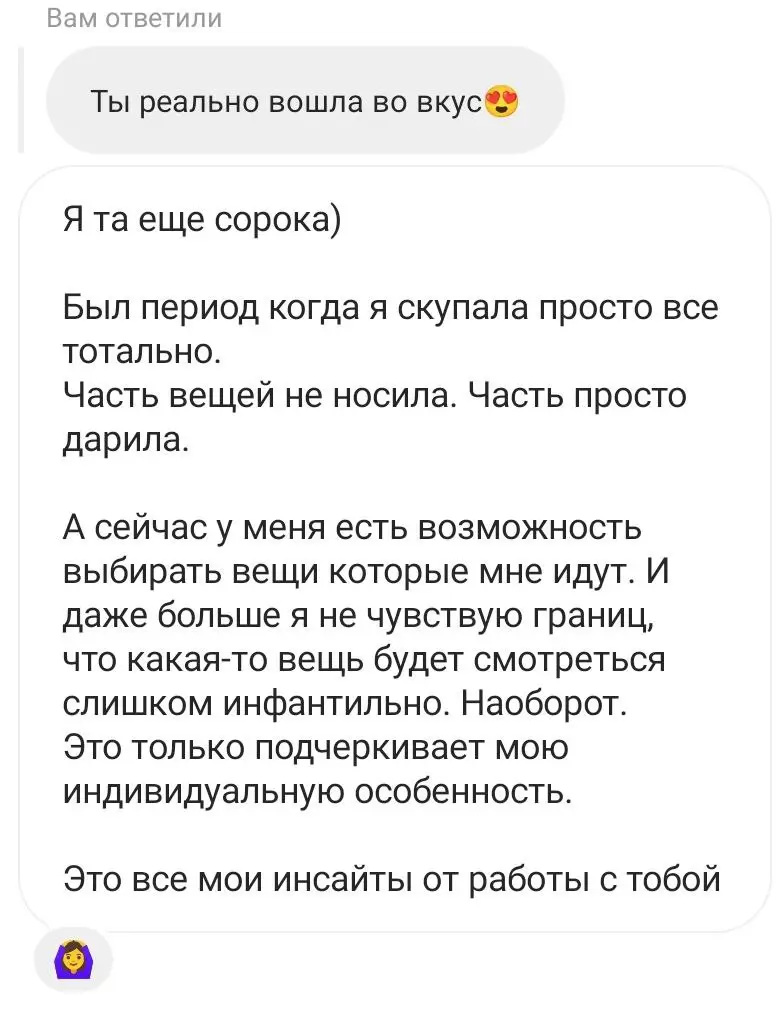 Вам ответили
Ты реально вошла во вкус😍
Я та еще сорока)
Был период когда я скупала просто все
тотально.
Часть вещей не носила. Часть просто
дарила.
А сейчас у меня есть возможность
выбирать вещи которые мне идут. И
даже больше я не чувствую границ,
что какая-то вещь будет смотреться
слишком инфантильно. Наоборот.
Это только подчеркивает мою
индивидуальную особенность.
Это все мои инсайты от работы с тобой